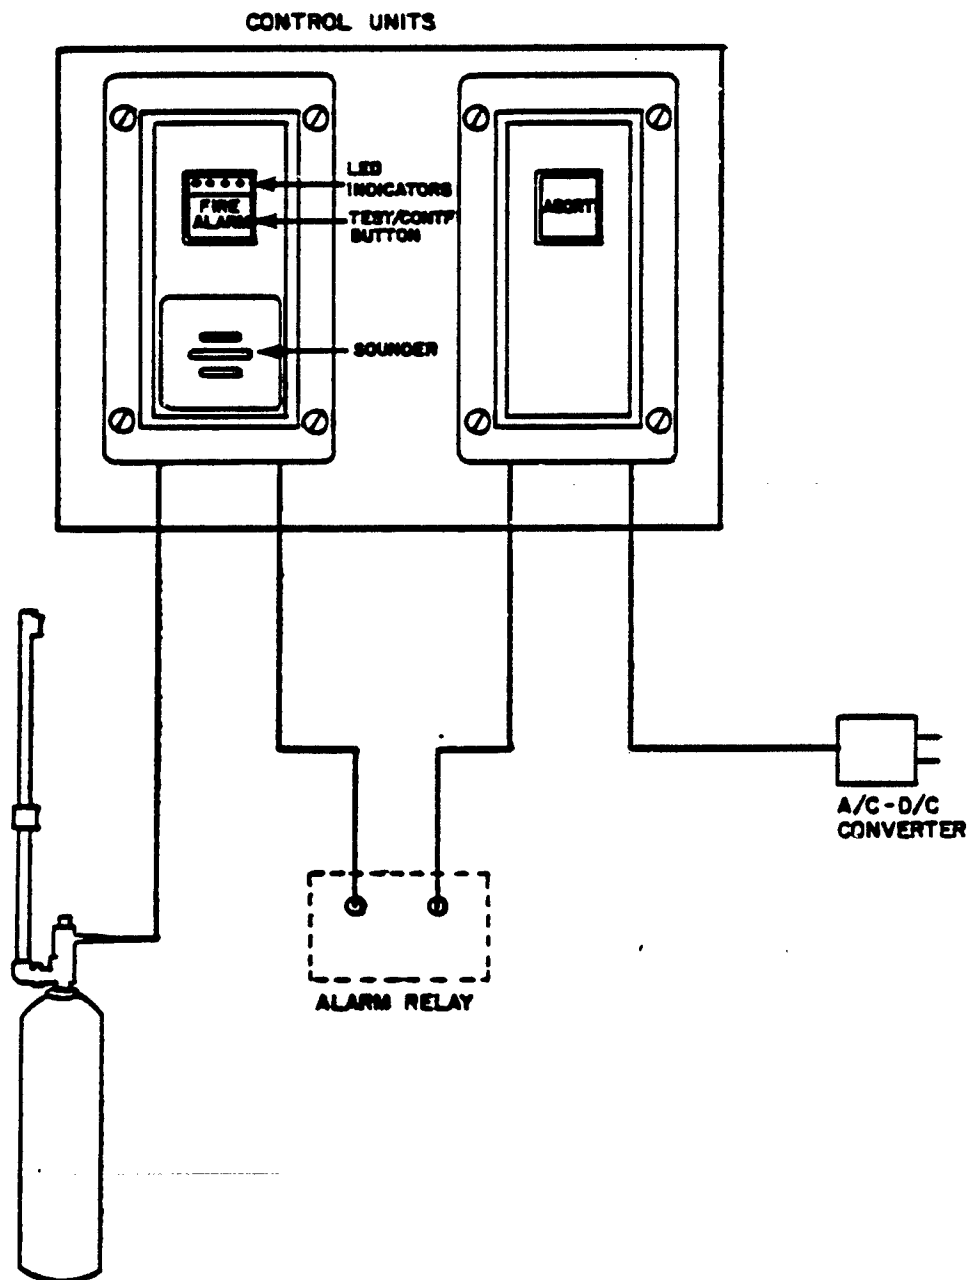 CONTROL UNITS
LED
INDICATORS
FIRE
ALARM
TEST/CONTF
BUTTON
SOUNDER
ABORT
A/C-D/C
CONVERTER
ALARM RELAY